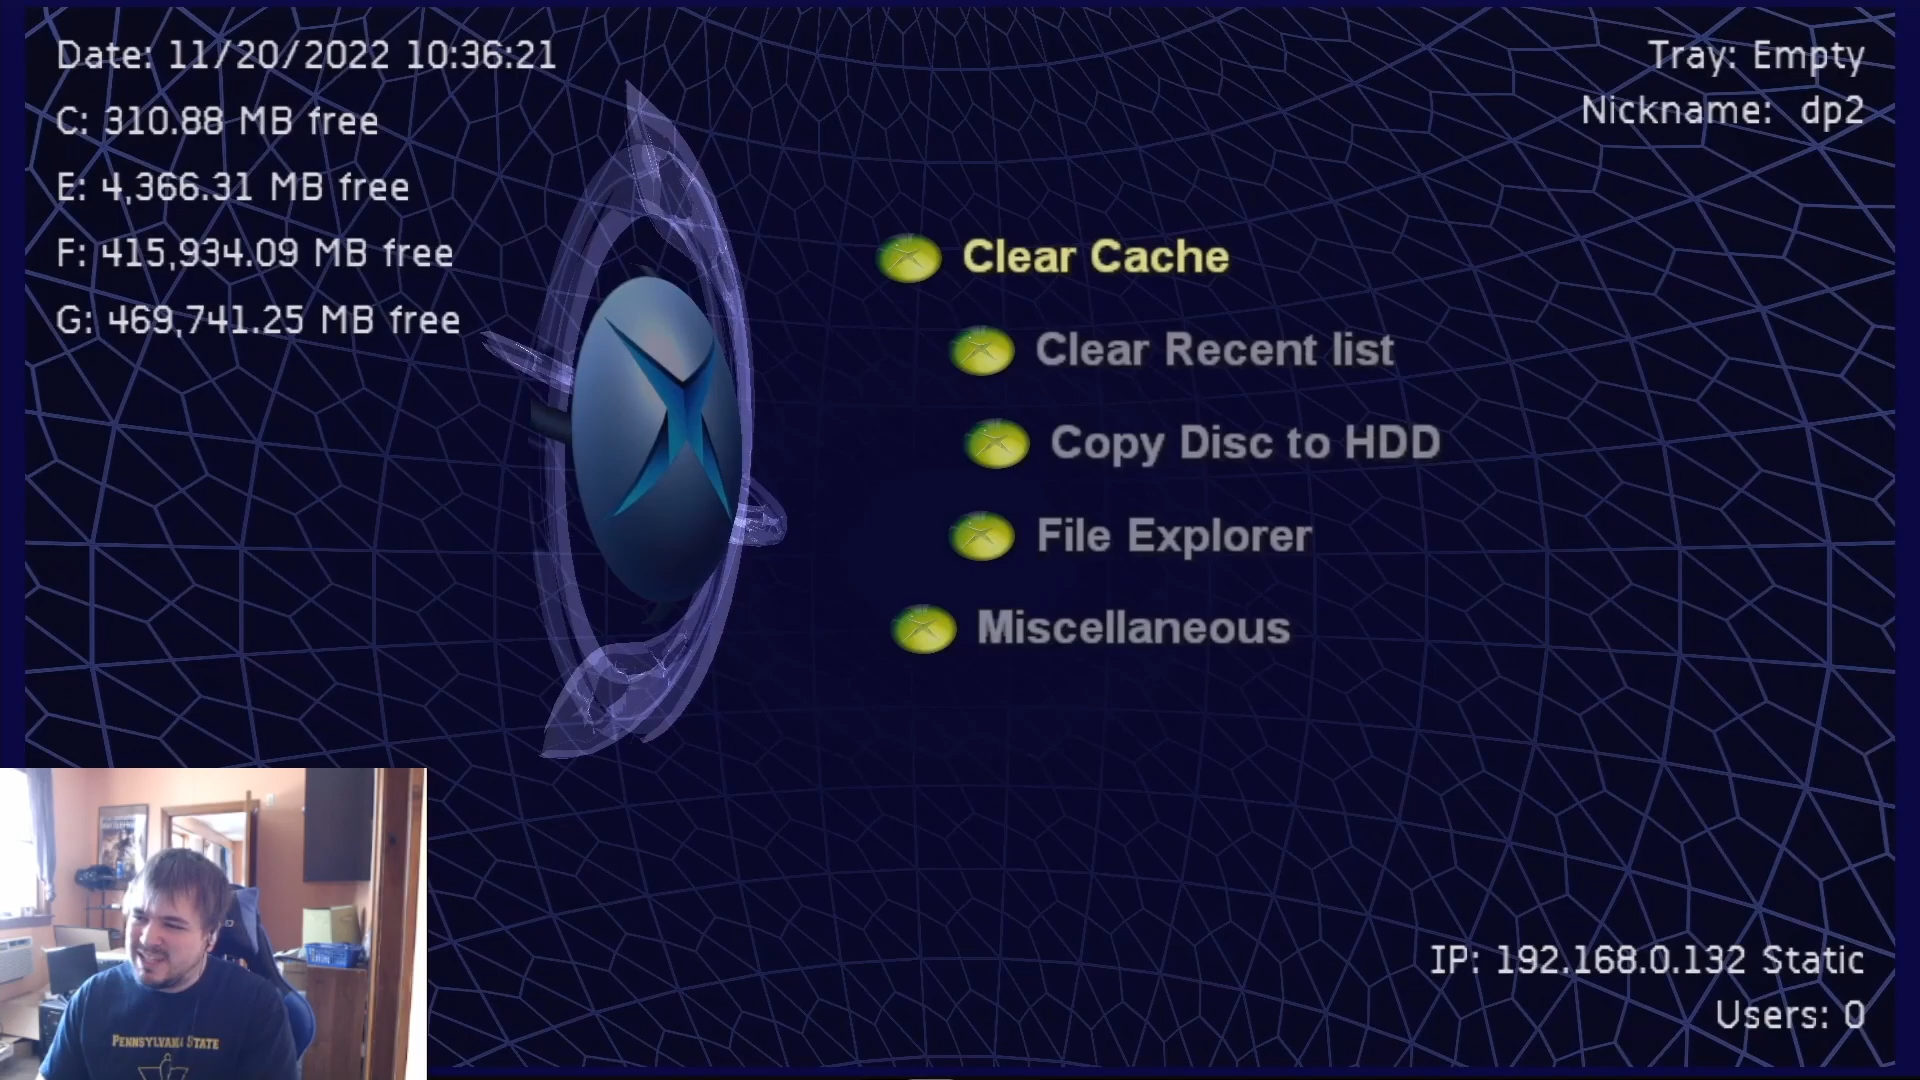 Date: 11/20/2022 10:36:21
C: 310.88 MB free
E: 4,366.31 MB free
F: 415,934.09 MB free
G: 469,741.25 MB free
Tray: Empty
Nickname: dp2
Clear Cache
Clear Recent list
Copy Disc to HDD
File Explorer
Miscellaneous
IP: 192.168.0.132 Static
Users: 0
PENNSYLVANIA STATE